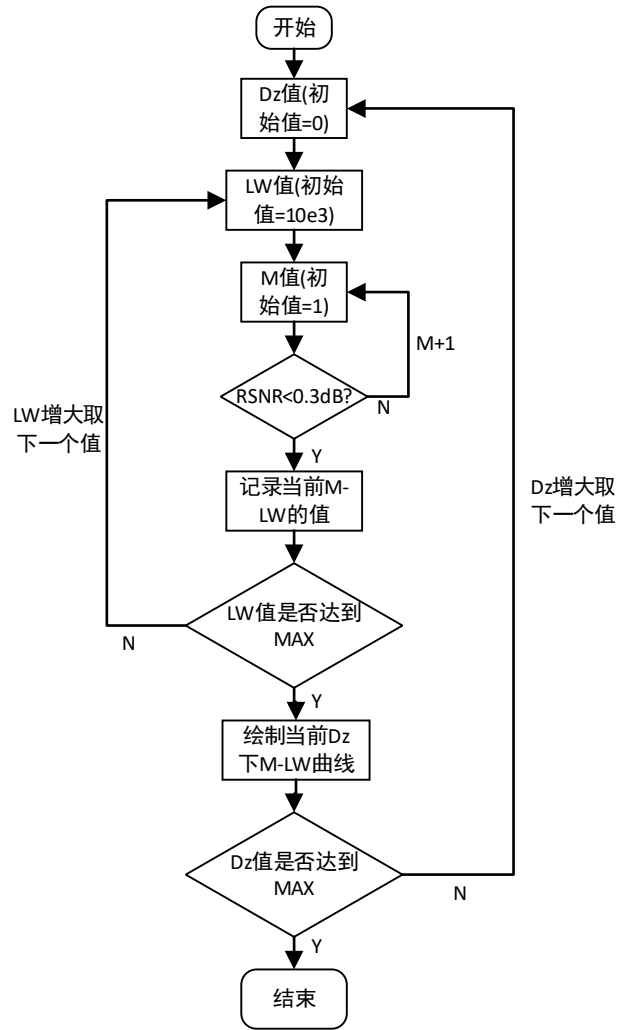 开始
Dz值(初
始值=0)
LW值(初始
值=10e3)
M值(初
始值=1)
M+1
RSNR<0.3dB?
N
LW增大取
下一个值
Y
记录当前M-
LW的值
Dz增大取
下一个值
LW值是否达到
MAX
N
Y
绘制当前Dz
下M-LW曲线
Dz值是否达到
MAX
N
Y
结束